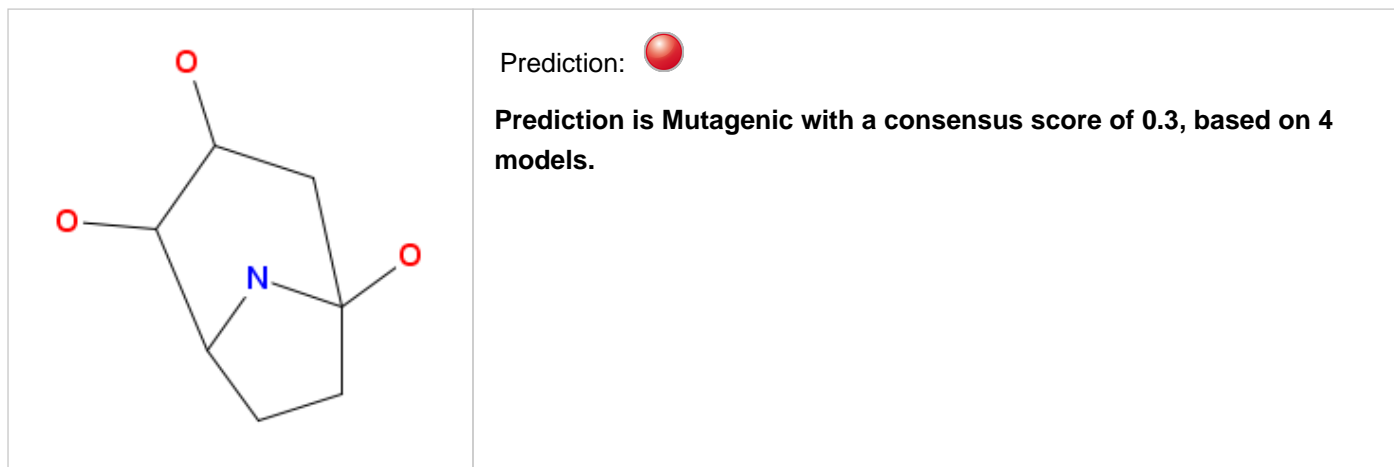 O
Prediction:
Prediction is Mutagenic with a consensus score of 0.3, based on 4
models.
O
O
N